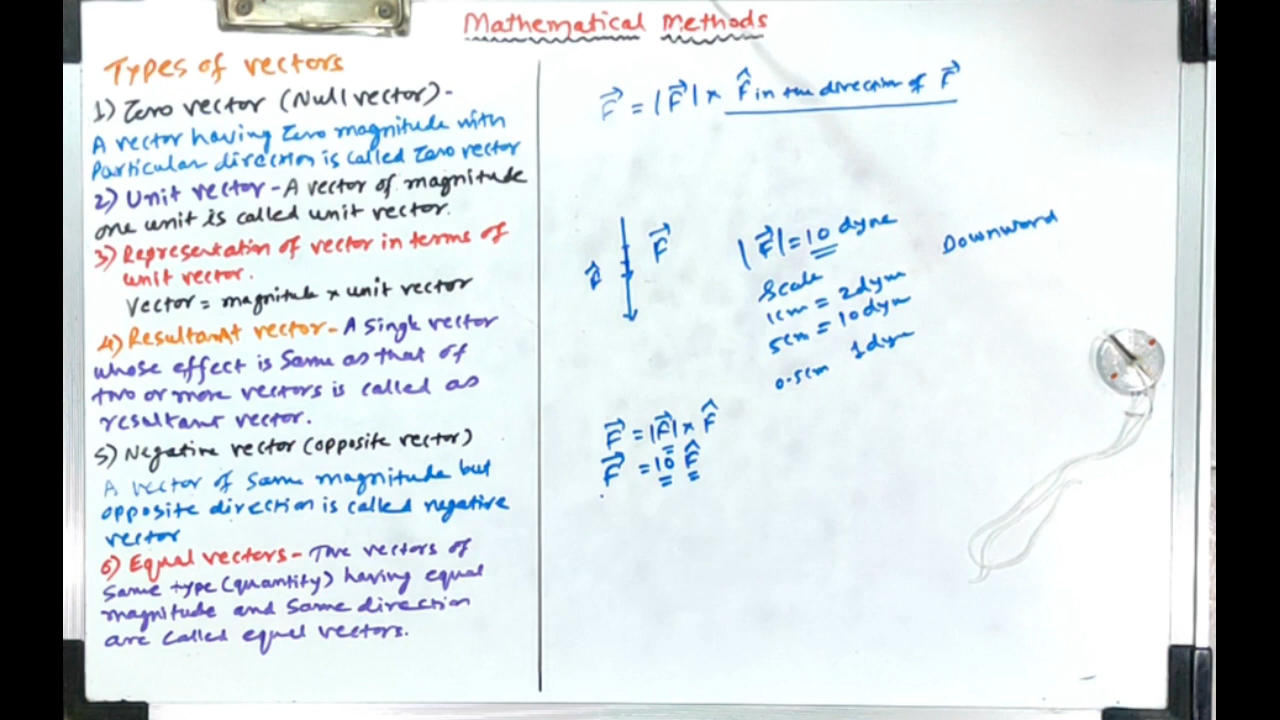 Mathematical Methods
Types of vectors
1) Zero vector (Null vector) -
A vector having Zero magnitude with
Particular direction is called Zero vector
2) Unit vector - A vector of magnitude
one unit is called unit vector.
3) Representation of vector in terms of
unit vector.
Vector = magnitude × unit vector
4) Resultant vector - A Single vector
whose effect is same as that of
two or more vectors is called as
resultant vector.
5) Negative vector (opposite vector)
A vector of same magnitude but
opposite direction is called negative
vector
6) Equal vectors - The vectors of
same type (quantity) having equal
magnitude and same direction
are called equal vectors.
F⃗ = |F⃗| × F̂ in the direction of F⃗
F⃗
|F⃗| = 10 dyne
Downward
Scale
1cm = 2dyn
5cm = 10dyn
0.5cm 1dyn
F⃗ = |F⃗| × F̂
F⃗ = 10 F̂